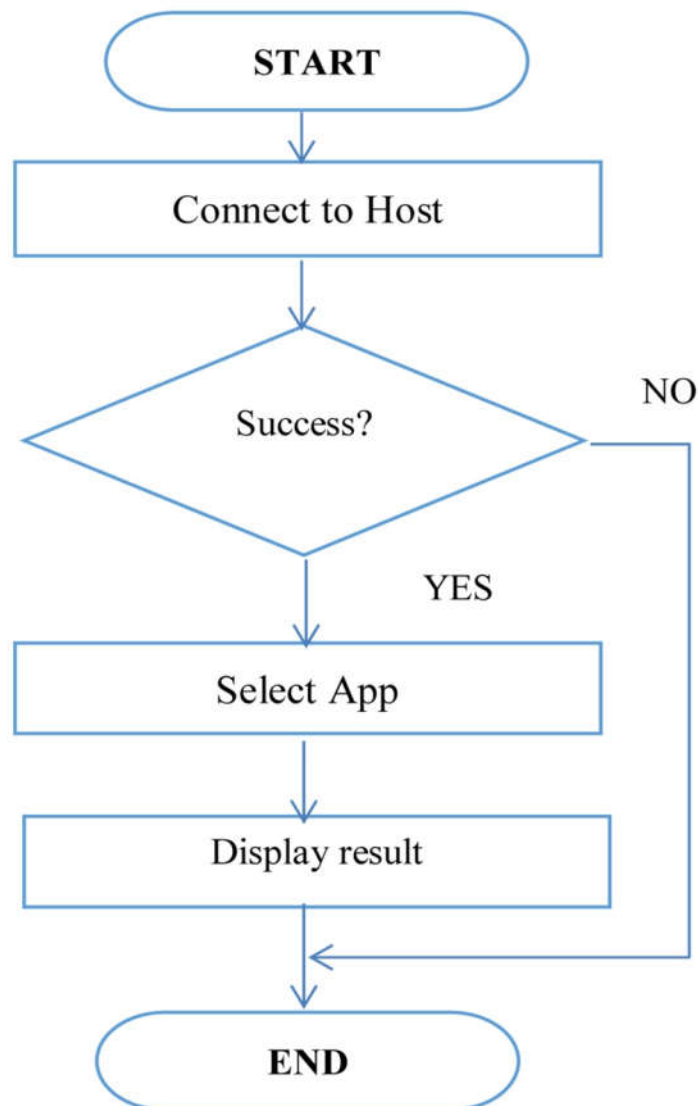 START
Connect to Host
Success?
NO
YES
Select App
Display result
END